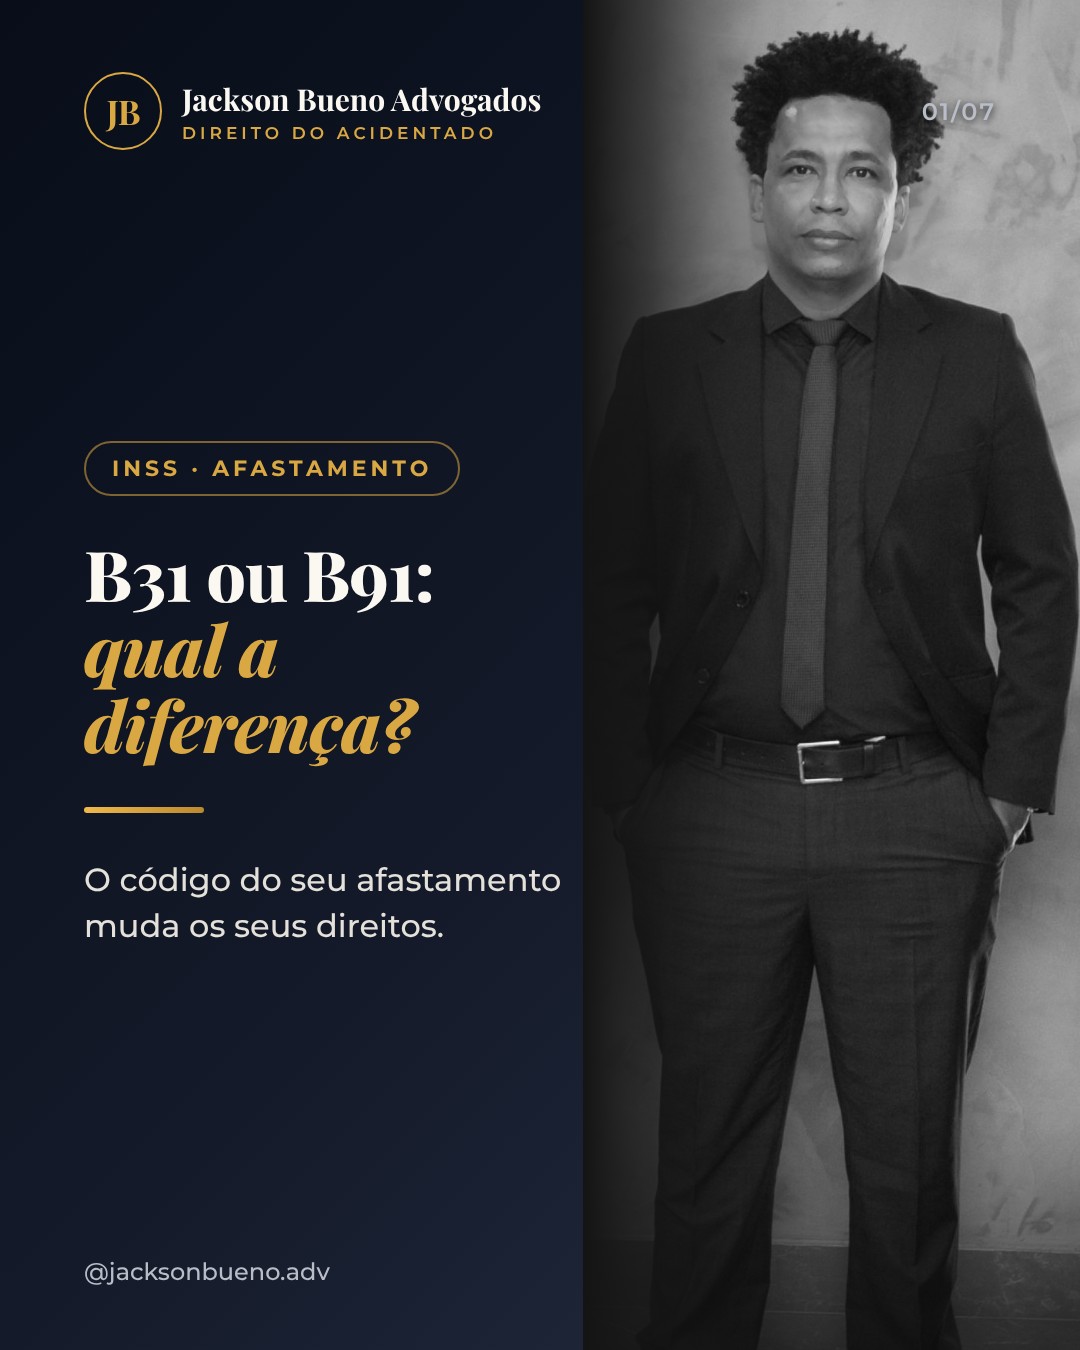 JB
Jackson Bueno Advogados
DIREITO DO ACIDENTADO
01/07
INSS · AFASTAMENTO
B31 ou B91:
qual a
diferença?
O código do seu afastamento
muda os seus direitos.
@jacksonbueno.adv